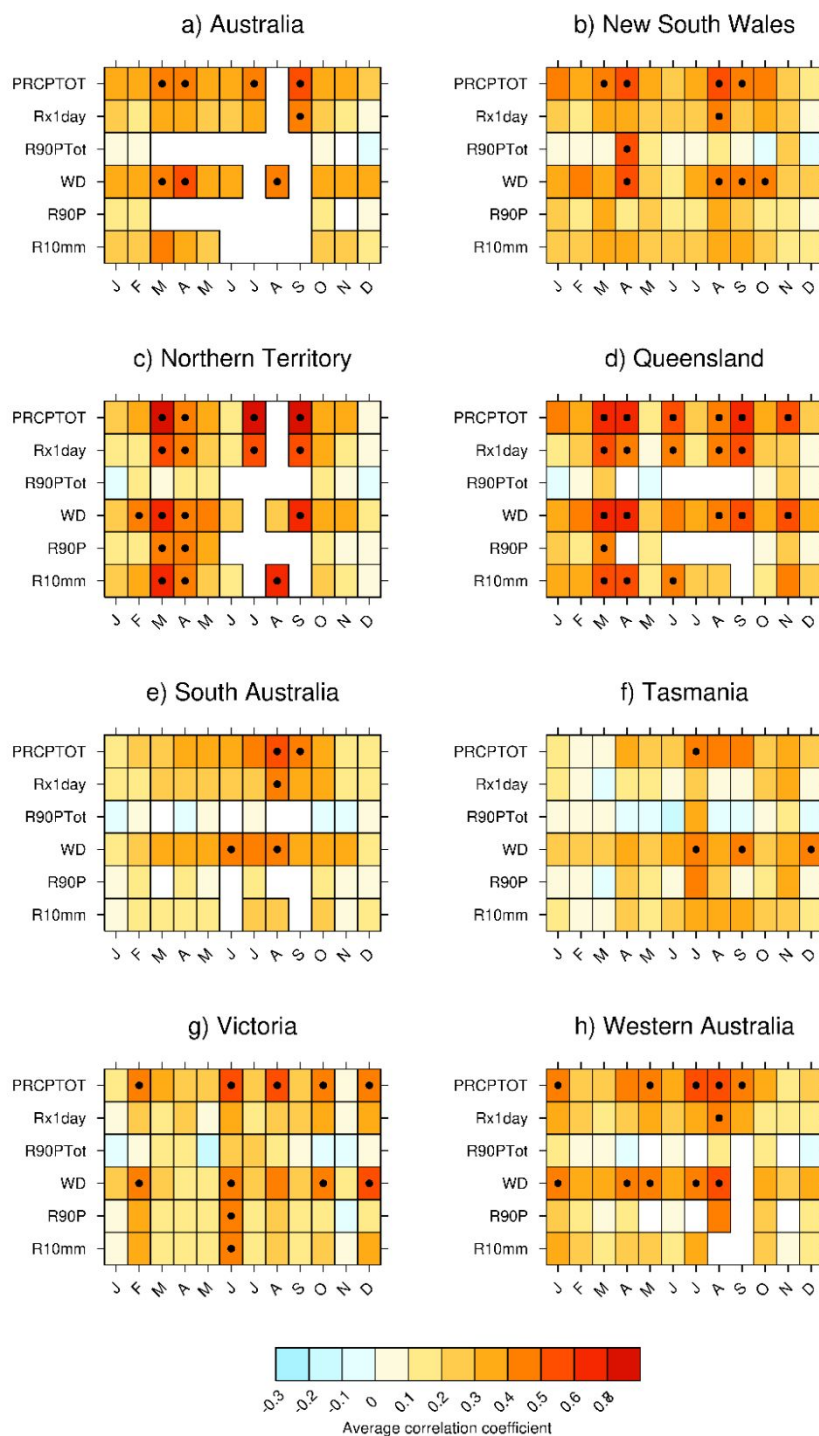 a) Australia
b) New South Wales
PRCPTOT
Rx1day
R90PTot
WD
R90P
R10mm
J F M A M J J A S O N D
PRCPTOT
Rx1day
R90PTot
WD
R90P
R10mm
J F M A M J J A S O N D
c) Northern Territory
d) Queensland
PRCPTOT
Rx1day
R90PTot
WD
R90P
R10mm
J F M A M J J A S O N D
PRCPTOT
Rx1day
R90PTot
WD
R90P
R10mm
J F M A M J J A S O N D
e) South Australia
f) Tasmania
PRCPTOT
Rx1day
R90PTot
WD
R90P
R10mm
J F M A M J J A S O N D
PRCPTOT
Rx1day
R90PTot
WD
R90P
R10mm
J F M A M J J A S O N D
g) Victoria
h) Western Australia
PRCPTOT
Rx1day
R90PTot
WD
R90P
R10mm
J F M A M J J A S O N D
PRCPTOT
Rx1day
R90PTot
WD
R90P
R10mm
J F M A M J J A S O N D
-0.3 -0.2 -0.1 0 0.1 0.2 0.3 0.4 0.5 0.6 0.8
Average correlation coefficient